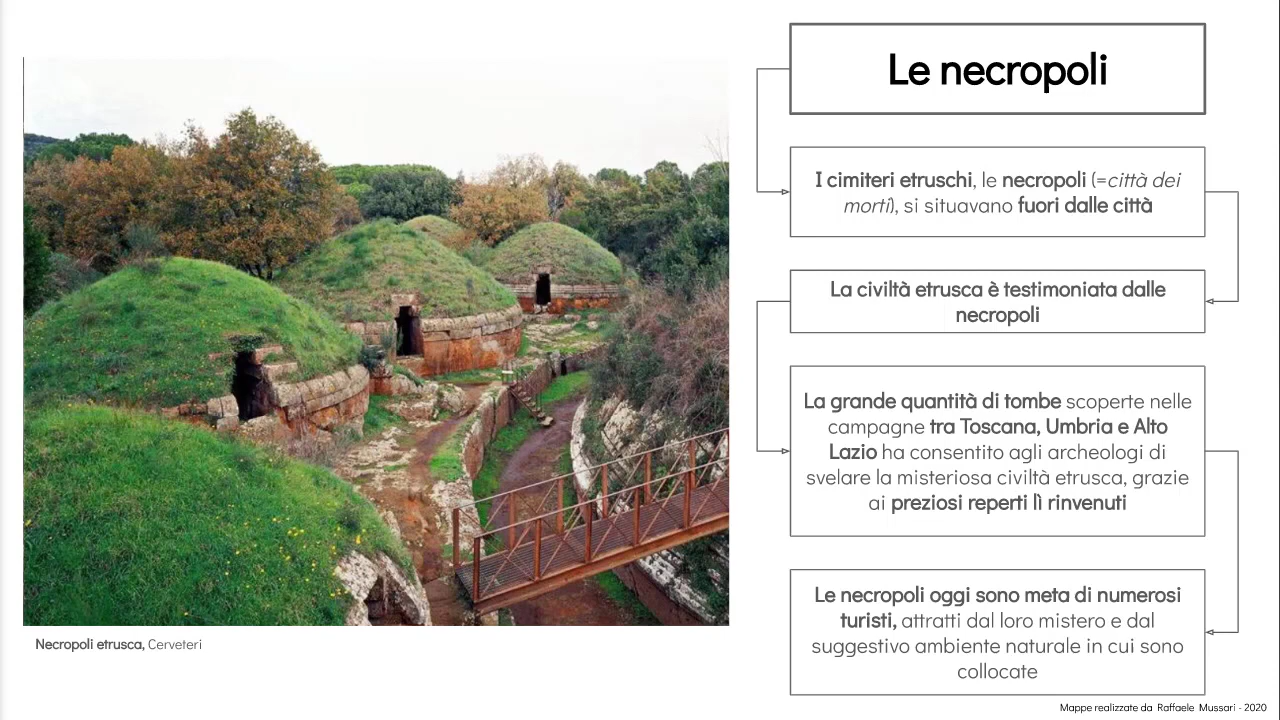 Le necropoli
I cimiteri etruschi, le necropoli (=città dei
morti), si situavano fuori dalle città
La civiltà etrusca è testimoniata dalle
necropoli
La grande quantità di tombe scoperte nelle
campagne tra Toscana, Umbria e Alto
Lazio ha consentito agli archeologi di
svelare la misteriosa civiltà etrusca, grazie
ai preziosi reperti lì rinvenuti
Le necropoli oggi sono meta di numerosi
turisti, attratti dal loro mistero e dal
suggestivo ambiente naturale in cui sono
collocate
Necropoli etrusca, Cerveteri
Mappe realizzate da Raffaele Mussari - 2020